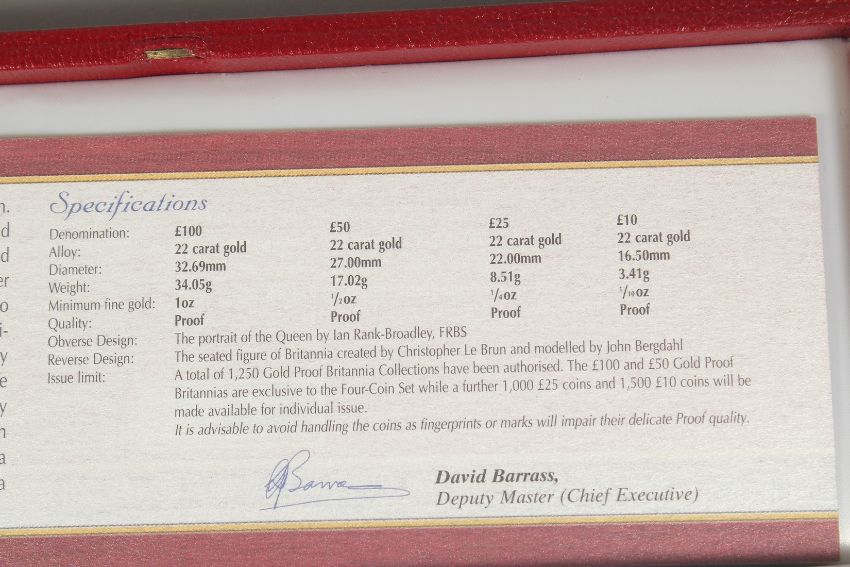 n.
d
d
er
o
i-
y
e
y
n
a
a
Specifications
Denomination: £100 £50 £25 £10
Alloy: 22 carat gold 22 carat gold 22 carat gold 22 carat gold
Diameter: 32.69mm 27.00mm 22.00mm 16.50mm
Weight: 34.05g 17.02g 8.51g 3.41g
Minimum fine gold: 1oz 1/2oz 1/4oz 1/10oz
Quality: Proof Proof Proof Proof
Obverse Design: The portrait of the Queen by Ian Rank-Broadley, FRBS
Reverse Design: The seated figure of Britannia created by Christopher Le Brun and modelled by John Bergdahl
Issue limit: A total of 1,250 Gold Proof Britannia Collections have been authorised. The £100 and £50 Gold Proof
Britannias are exclusive to the Four-Coin Set while a further 1,000 £25 coins and 1,500 £10 coins will be
made available for individual issue.
It is advisable to avoid handling the coins as fingerprints or marks will impair their delicate Proof quality.
David Barrass,
Deputy Master (Chief Executive)